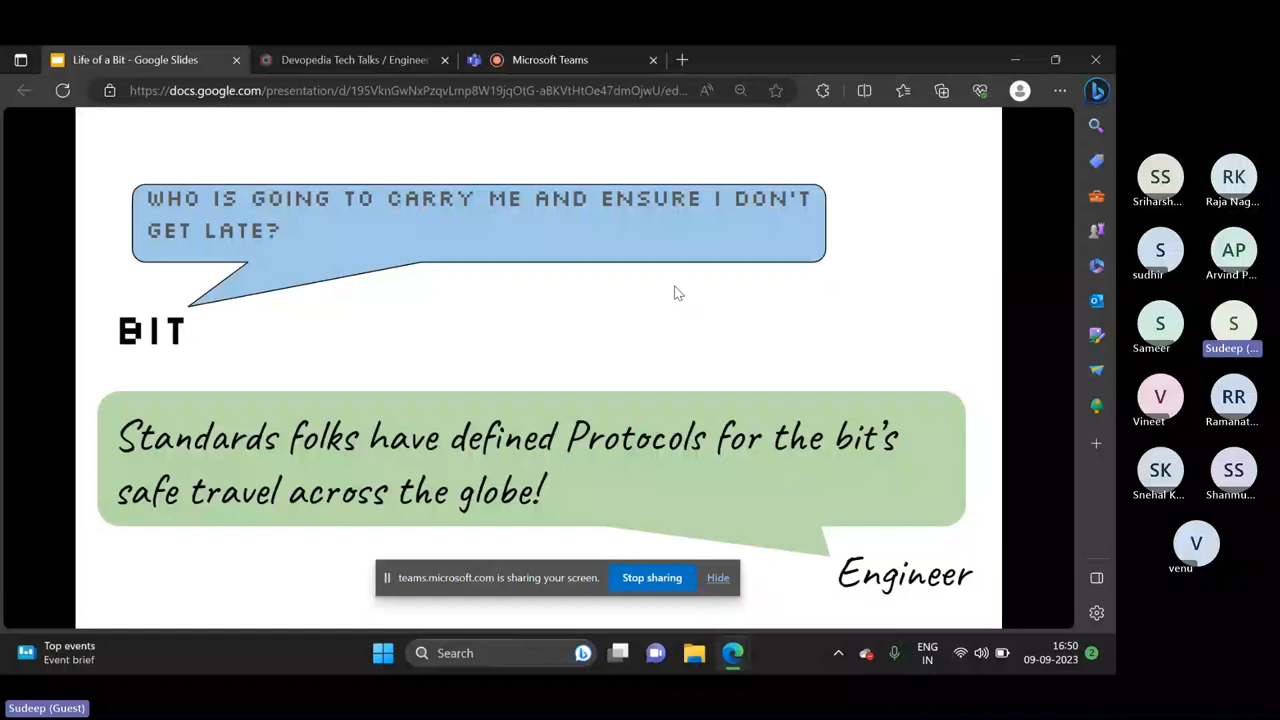 Life of a Bit - Google Slides
Devopedia Tech Talks / Engineer
Microsoft Teams
https://docs.google.com/presentation/d/195VknGwNxPzqvLmp8W19jqOtG-aBKVtHtOe47dmOjwU/ed...
WHO IS GOING TO CARRY ME AND ENSURE I DON'T
GET LATE?
BIT
Standards folks have defined Protocols for the bit's
safe travel across the globe!
Engineer
teams.microsoft.com is sharing your screen.
Stop sharing
Hide
SS
Sriharsh...
RK
Raja Nag...
S
sudhir
AP
Arvind P...
S
Sameer
S
Sudeep (...
V
Vineet
RR
Ramanat...
SK
Snehal K...
SS
Shanmu...
V
venu
Top events
Event brief
Search
ENG
IN
16:50
09-09-2023
2
Sudeep (Guest)